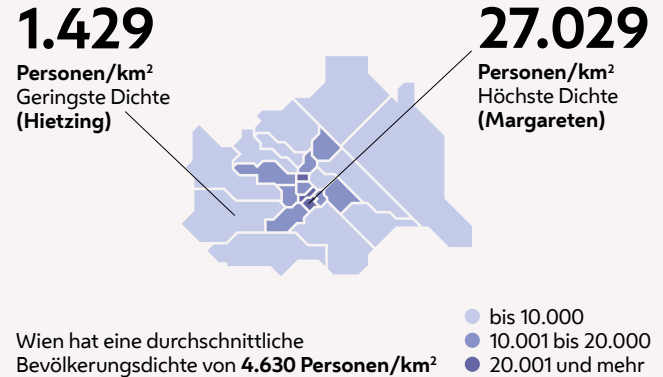 1.429
Personen/km²
Geringste Dichte
(Hietzing)
27.029
Personen/km²
Höchste Dichte
(Margareten)
Wien hat eine durchschnittliche
Bevölkerungsdichte von 4.630 Personen/km²
bis 10.000
10.001 bis 20.000
20.001 und mehr